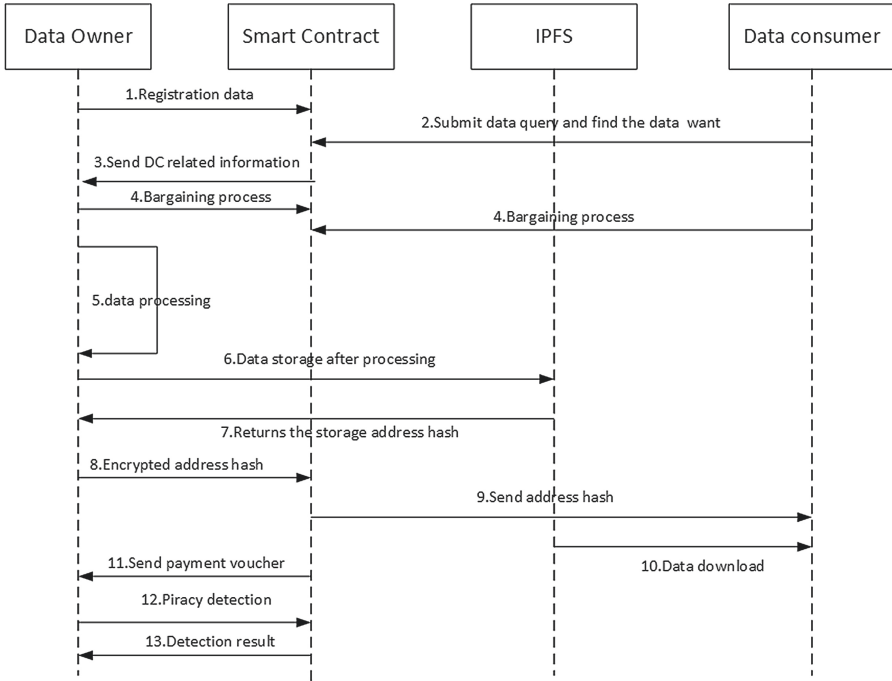 Data Owner
Smart Contract
IPFS
Data consumer
1.Registration data
2.Submit data query and find the data want
3.Send DC related information
4.Bargaining process
4.Bargaining process
5.data processing
6.Data storage after processing
7.Returns the storage address hash
8.Encrypted address hash
9.Send address hash
10.Data download
11.Send payment voucher
12.Piracy detection
13.Detection result